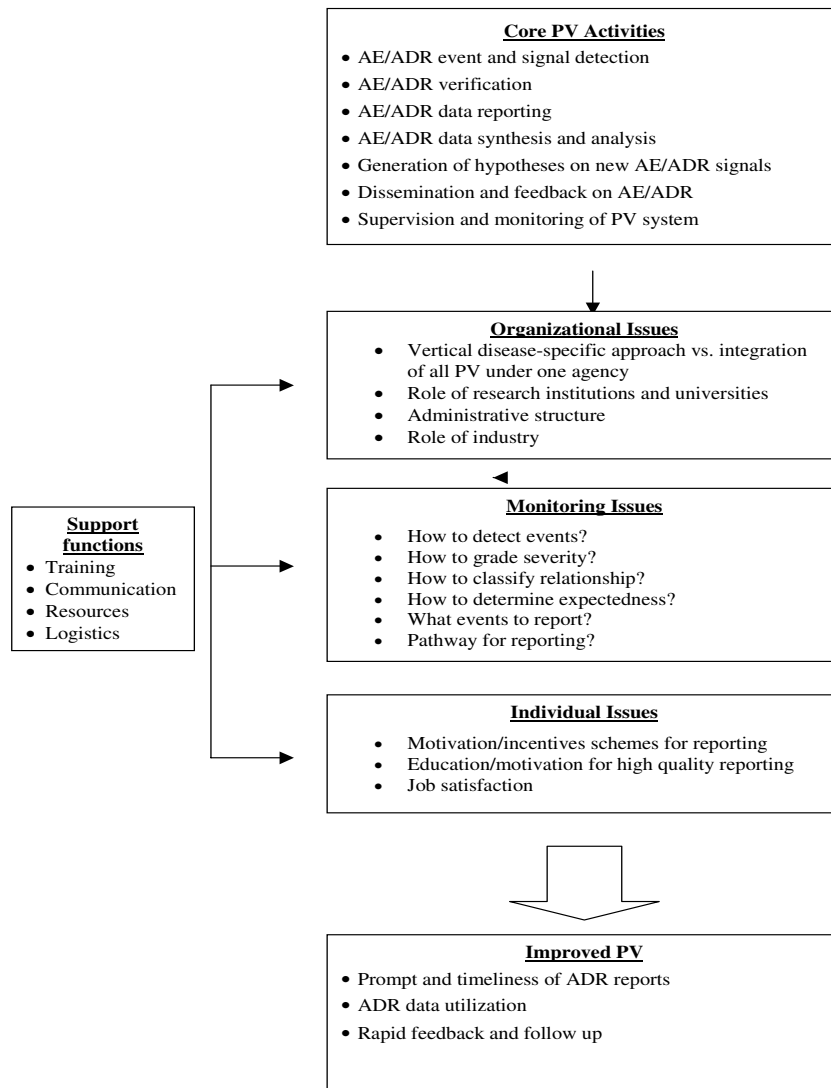 Core PV Activities
• AE/ADR event and signal detection
• AE/ADR verification
• AE/ADR data reporting
• AE/ADR data synthesis and analysis
• Generation of hypotheses on new AE/ADR signals
• Dissemination and feedback on AE/ADR
• Supervision and monitoring of PV system
Organizational Issues
• Vertical disease-specific approach vs. integration
of all PV under one agency
• Role of research institutions and universities
• Administrative structure
• Role of industry
Support
functions
• Training
• Communication
• Resources
• Logistics
Monitoring Issues
• How to detect events?
• How to grade severity?
• How to classify relationship?
• How to determine expectedness?
• What events to report?
• Pathway for reporting?
Individual Issues
• Motivation/incentives schemes for reporting
• Education/motivation for high quality reporting
• Job satisfaction
Improved PV
• Prompt and timeliness of ADR reports
• ADR data utilization
• Rapid feedback and follow up